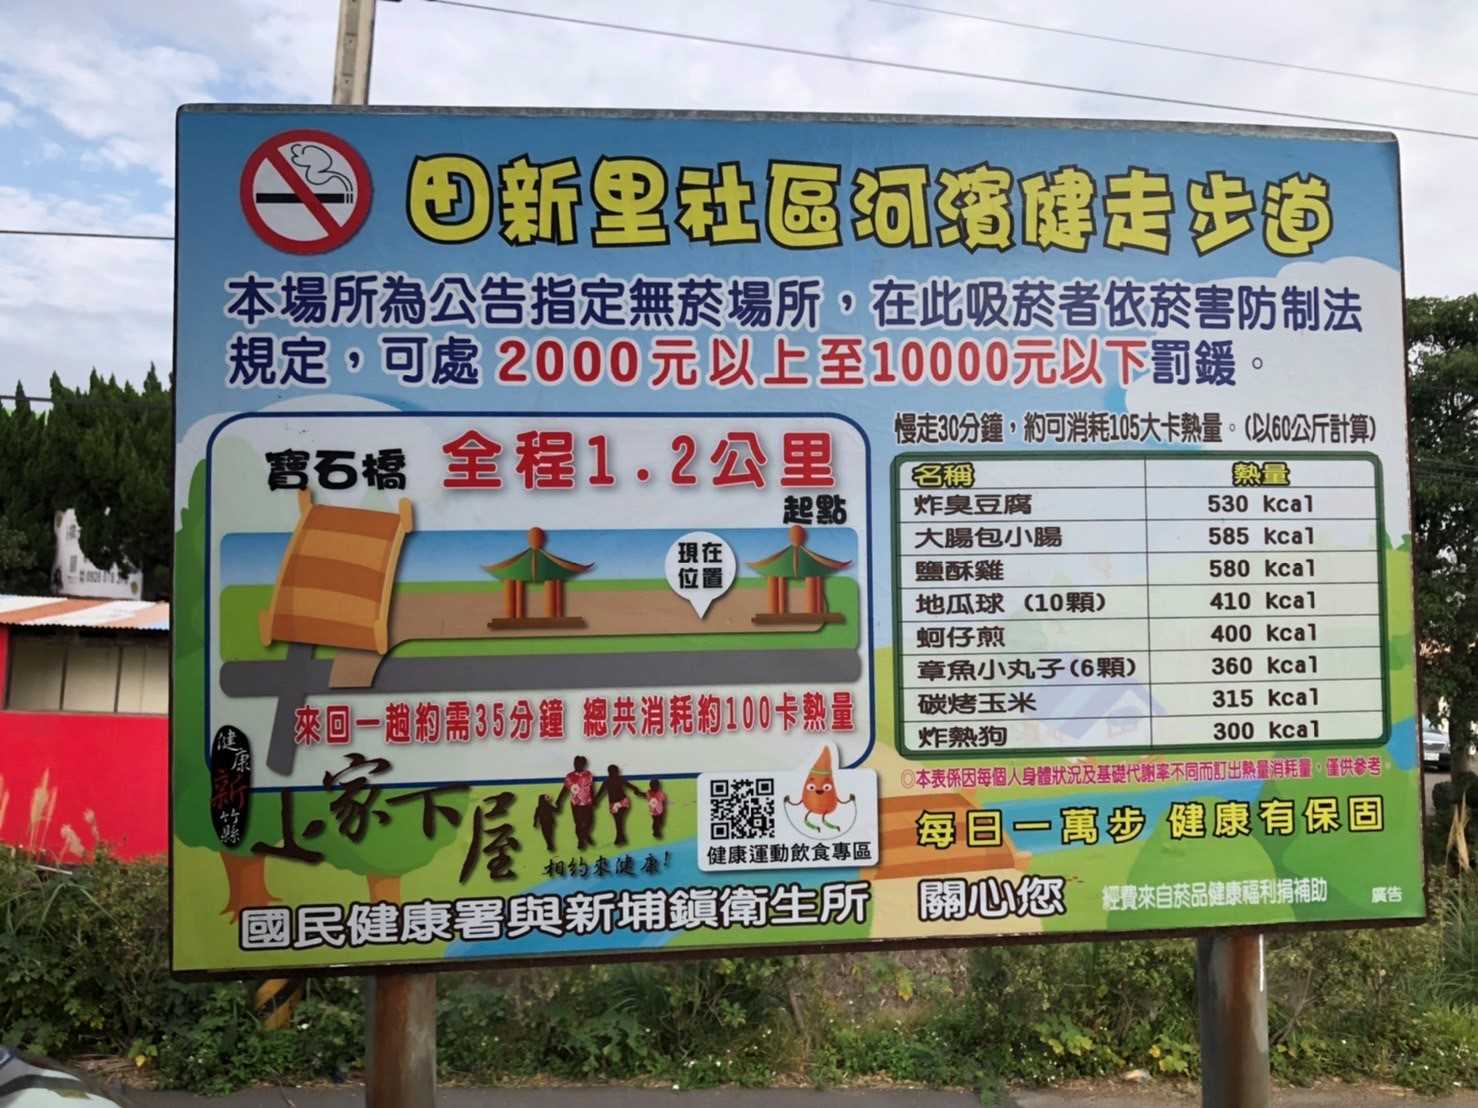 田新里社區河濱健走步道
本場所為公告指定無菸場所，在此吸菸者依菸害防制法
規定，可處 2000元以上至10000元以下罰鍰。
寶石橋
全程1.2公里
起點
現在
位置
來回一趟約需35分鐘 總共消耗約100卡熱量
慢走30分鐘，約可消耗105大卡熱量。(以60公斤計算)
名稱 熱量
炸臭豆腐 530 kcal
大腸包小腸 585 kcal
鹽酥雞 580 kcal
地瓜球 (10顆) 410 kcal
蚵仔煎 400 kcal
章魚小丸子(6顆) 360 kcal
碳烤玉米 315 kcal
炸熱狗 300 kcal
◎本表係因每個人身體狀況及基礎代謝率不同而訂出熱量消耗量，僅供參考。
每日一萬步 健康有保固
健康新竹縣
上家下屋
相約來健康!
健康運動飲食專區
國民健康署與新埔鎮衛生所 關心您
經費來自菸品健康福利捐補助
廣告